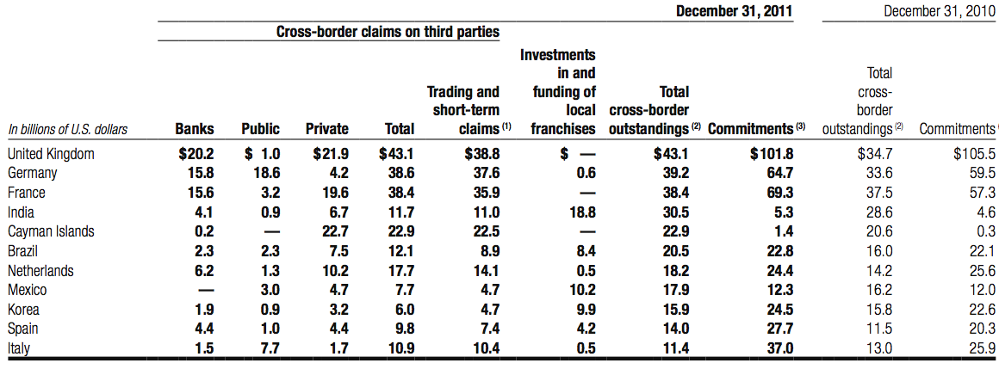 December 31, 2011 December 31, 2010
Cross-border claims on third parties
Investments
in and Total
Trading and funding of Total cross-
short-term local cross-border border
In billions of U.S. dollars Banks Public Private Total claims (1) franchises outstandings (2) Commitments (3) outstandings (2) Commitments
United Kingdom $20.2 $ 1.0 $21.9 $43.1 $38.8 $ — $43.1 $101.8 $34.7 $105.5
Germany 15.8 18.6 4.2 38.6 37.6 0.6 39.2 64.7 33.6 59.5
France 15.6 3.2 19.6 38.4 35.9 — 38.4 69.3 37.5 57.3
India 4.1 0.9 6.7 11.7 11.0 18.8 30.5 5.3 28.6 4.6
Cayman Islands 0.2 — 22.7 22.9 22.5 — 22.9 1.4 20.6 0.3
Brazil 2.3 2.3 7.5 12.1 8.9 8.4 20.5 22.8 16.0 22.1
Netherlands 6.2 1.3 10.2 17.7 14.1 0.5 18.2 24.4 14.2 25.6
Mexico — 3.0 4.7 7.7 4.7 10.2 17.9 12.3 16.2 12.0
Korea 1.9 0.9 3.2 6.0 4.7 9.9 15.9 24.5 15.8 22.6
Spain 4.4 1.0 4.4 9.8 7.4 4.2 14.0 27.7 11.5 20.3
Italy 1.5 7.7 1.7 10.9 10.4 0.5 11.4 37.0 13.0 25.9